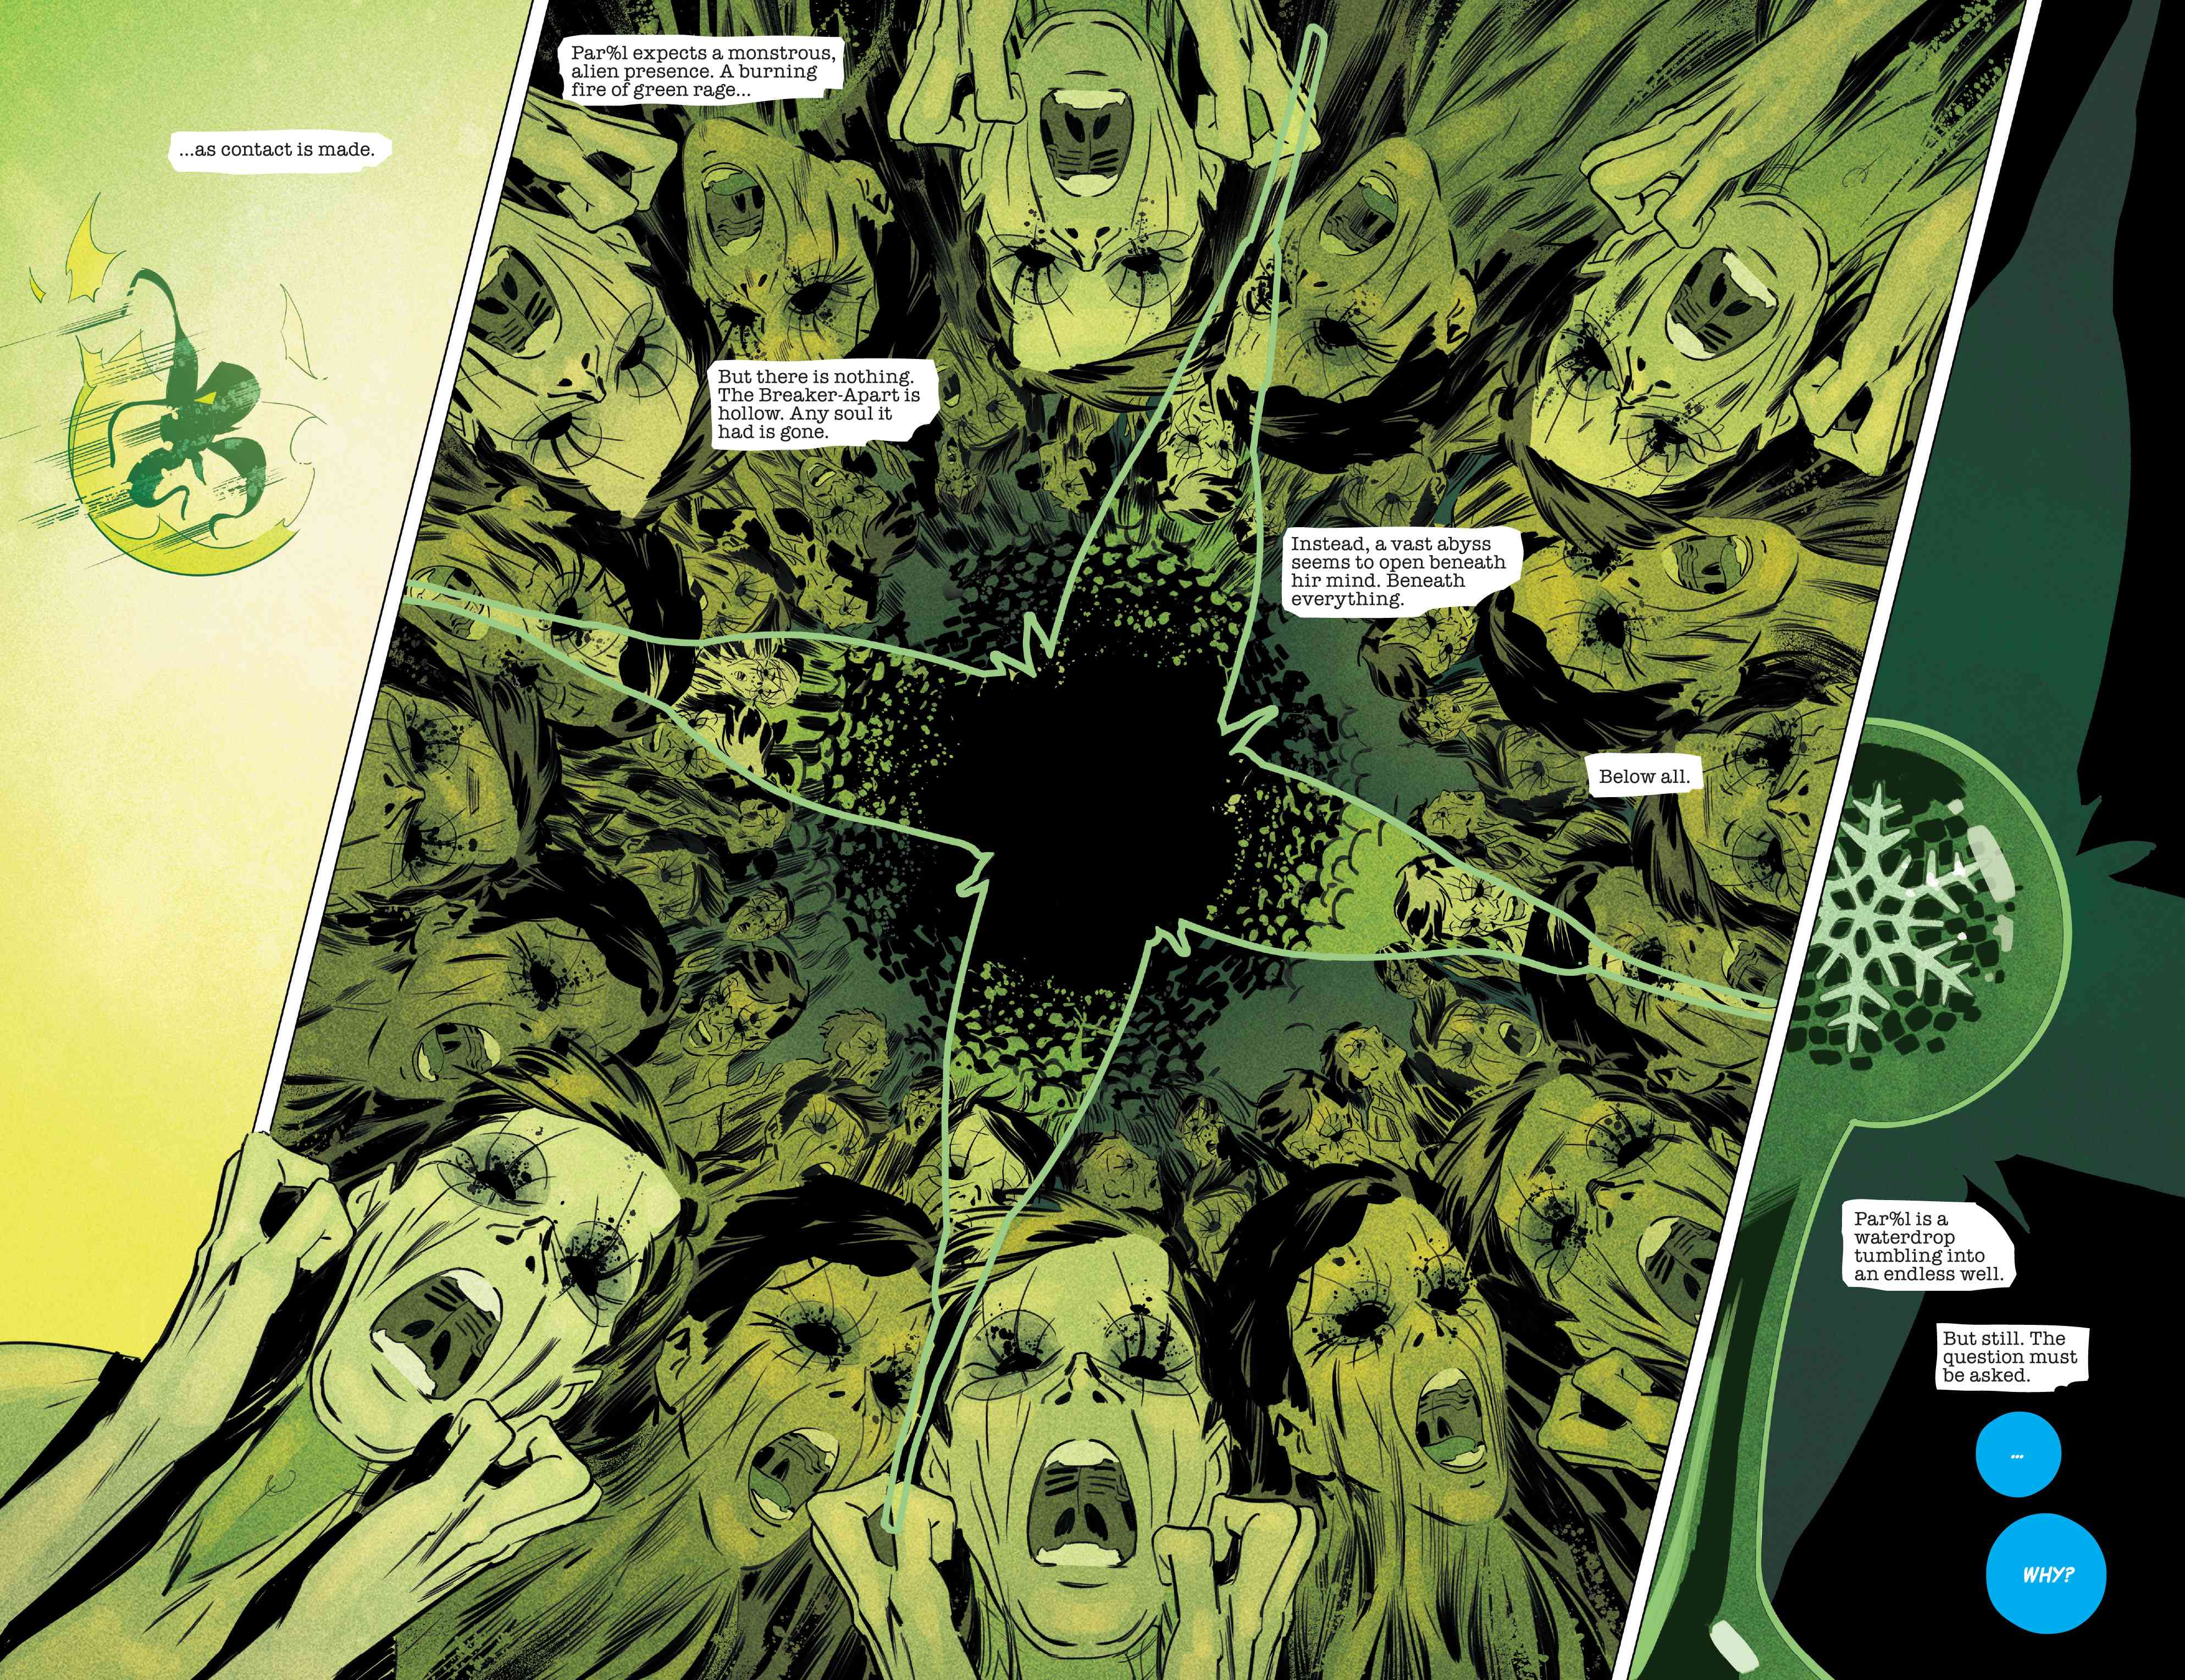 ...as contact is made.
Par%l expects a monstrous,
alien presence. A burning
fire of green rage...
But there is nothing.
The Breaker-Apart is
hollow. Any soul it
had is gone.
Instead, a vast abyss
seems to open beneath
hir mind. Beneath
everything.
Below all.
Par%l is a
waterdrop
tumbling into
an endless well.
But still. The
question must
be asked.
...
WHY?